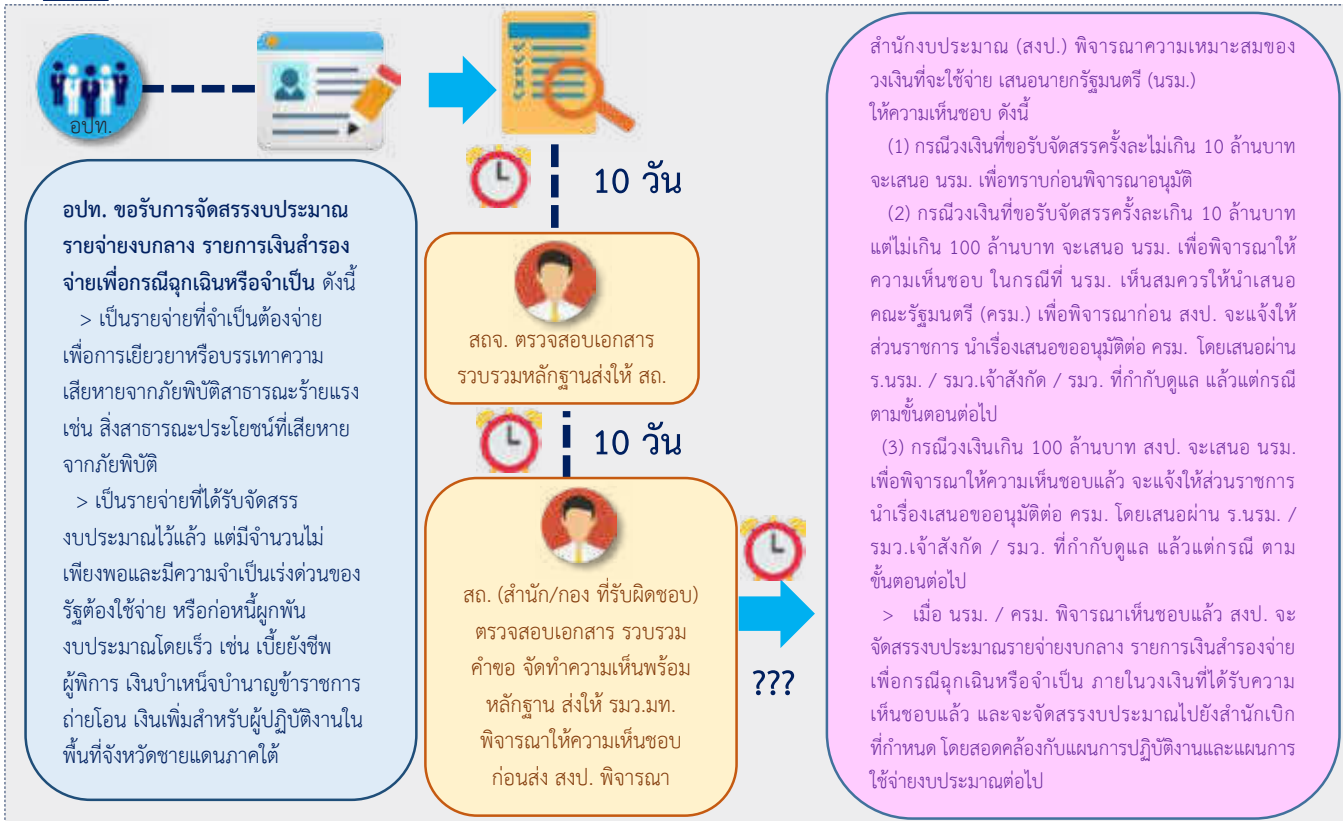 อปท.
อปท. ขอรับการจัดสรรงบประมาณ
รายจ่ายงบกลาง รายการเงินสำรอง
จ่ายเพื่อกรณีฉุกเฉินหรือจำเป็น ดังนี้
> เป็นรายจ่ายที่จำเป็นต้องจ่าย
เพื่อการเยียวยาหรือบรรเทาความ
เสียหายจากภัยพิบัติสาธารณะร้ายแรง
เช่น สิ่งสาธารณะประโยชน์ที่เสียหาย
จากภัยพิบัติ
> เป็นรายจ่ายที่ได้รับจัดสรร
งบประมาณไว้แล้ว แต่มีจำนวนไม่
เพียงพอและมีความจำเป็นเร่งด่วนของ
รัฐต้องใช้จ่าย หรือก่อหนี้ผูกพัน
งบประมาณโดยเร็ว เช่น เบี้ยยังชีพ
ผู้พิการ เงินบำเหน็จบำนาญข้าราชการ
ถ่ายโอน เงินเพิ่มสำหรับผู้ปฏิบัติงานใน
พื้นที่จังหวัดชายแดนภาคใต้
10 วัน
สถจ. ตรวจสอบเอกสาร
รวบรวมหลักฐานส่งให้ สถ.
10 วัน
สถ. (สำนัก/กอง ที่รับผิดชอบ)
ตรวจสอบเอกสาร รวบรวม
คำขอ จัดทำความเห็นพร้อม
หลักฐาน ส่งให้ รมว.มท.
พิจารณาให้ความเห็นชอบ
ก่อนส่ง สงป. พิจารณา
???
สำนักงบประมาณ (สงป.) พิจารณาความเหมาะสมของ
วงเงินที่จะใช้จ่าย เสนอนายกรัฐมนตรี (นรม.)
ให้ความเห็นชอบ ดังนี้
(1) กรณีวงเงินที่ขอรับจัดสรรครั้งละไม่เกิน 10 ล้านบาท
จะเสนอ นรม. เพื่อทราบก่อนพิจารณาอนุมัติ
(2) กรณีวงเงินที่ขอรับจัดสรรครั้งละเกิน 10 ล้านบาท
แต่ไม่เกิน 100 ล้านบาท จะเสนอ นรม. เพื่อพิจารณาให้
ความเห็นชอบ ในกรณีที่ นรม. เห็นสมควรให้นำเสนอ
คณะรัฐมนตรี (ครม.) เพื่อพิจารณาก่อน สงป. จะแจ้งให้
ส่วนราชการ นำเรื่องเสนอขออนุมัติต่อ ครม. โดยเสนอผ่าน
ร.นรม. / รมว.เจ้าสังกัด / รมว. ที่กำกับดูแล แล้วแต่กรณี
ตามขั้นตอนต่อไป
(3) กรณีวงเงินเกิน 100 ล้านบาท สงป. จะเสนอ นรม.
เพื่อพิจารณาให้ความเห็นชอบแล้ว จะแจ้งให้ส่วนราชการ
นำเรื่องเสนอขออนุมัติต่อ ครม. โดยเสนอผ่าน ร.นรม. /
รมว.เจ้าสังกัด / รมว. ที่กำกับดูแล แล้วแต่กรณี ตาม
ขั้นตอนต่อไป
> เมื่อ นรม. / ครม. พิจารณาเห็นชอบแล้ว สงป. จะ
จัดสรรงบประมาณรายจ่ายงบกลาง รายการเงินสำรองจ่าย
เพื่อกรณีฉุกเฉินหรือจำเป็น ภายในวงเงินที่ได้รับความ
เห็นชอบแล้ว และจะจัดสรรงบประมาณไปยังสำนักเบิก
ที่กำหนด โดยสอดคล้องกับแผนการปฏิบัติงานและแผนการ
ใช้จ่ายงบประมาณต่อไป